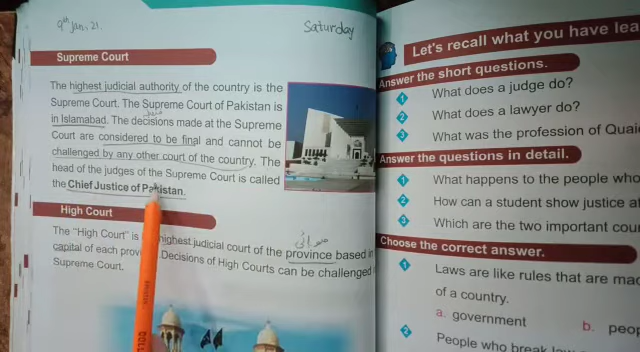 9th Jan, 21.
Saturday
Supreme Court
The highest judicial authority of the country is the
Supreme Court. The Supreme Court of Pakistan is
in Islamabad. The decisions made at the Supreme
Court are considered to be final and cannot be
challenged by any other court of the country. The
head of the judges of the Supreme Court is called
the Chief Justice of Pakistan.
High Court
The "High Court" is highest judicial court of the province based in
capital of each Decisions of High Courts can be challenged
Supreme Court.
Let's recall what you have
Answer the short questions.
1 What does a judge do?
2 What does a lawyer do?
3 What was the profession of
Answer the questions in detail.
1 What happens to the people who
2 How can a student show justice
3 Which are the two important
Choose the correct answer.
1 Laws are like rules that are
of a country.
a. government b.
2 People who break